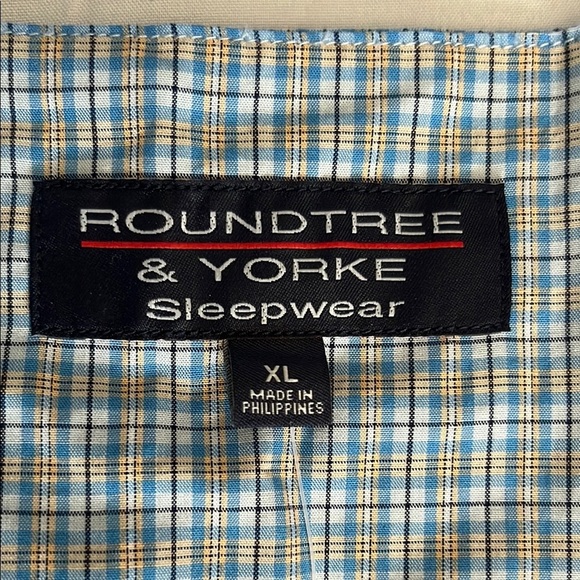 ROUNDTREE
& YORKE
Sleepwear
XL
MADE IN
PHILIPPINES